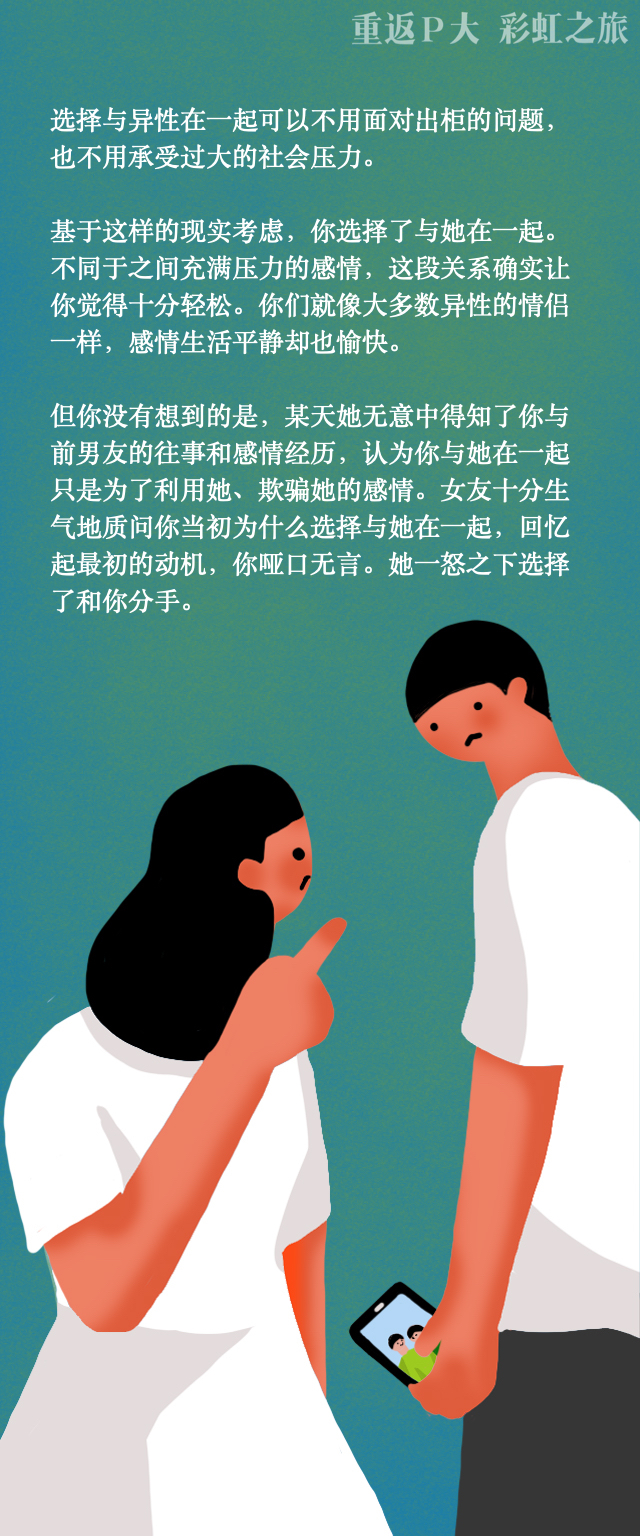 重返P大 彩虹之旅
选择与异性在一起可以不用面对出柜的问题，
也不用承受过大的社会压力。
基于这样的现实考虑，你选择了与她在一起。
不同于之间充满压力的感情，这段关系确实让
你觉得十分轻松。你们就像大多数异性的情侣
一样，感情生活平静却也愉快。
但你没有想到的是，某天她无意中得知了你与
前男友的往事和感情经历，认为你与她在一起
只是为了利用她、欺骗她的感情。女友十分生
气地质问你当初为什么选择与她在一起，回忆
起最初的动机，你哑口无言。她一怒之下选择
了和你分手。